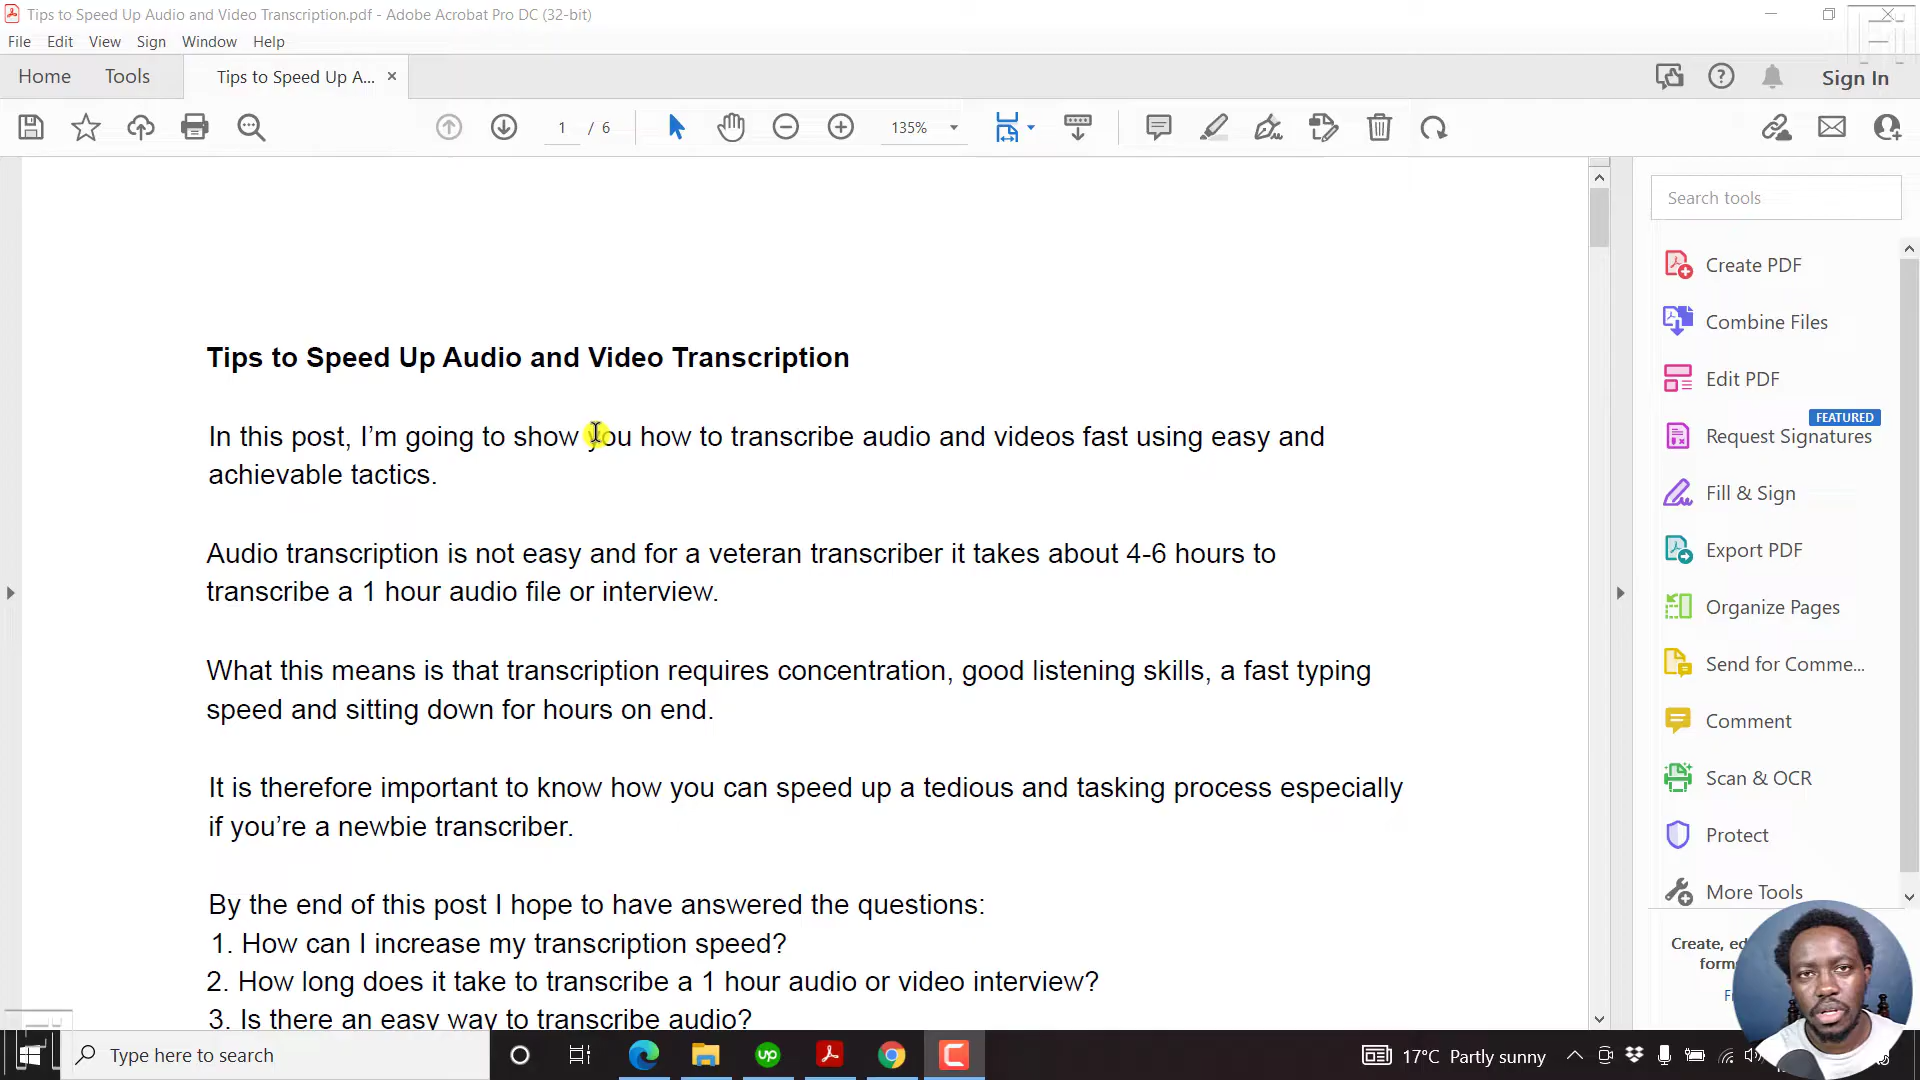 Tips to Speed Up Audio and Video Transcription.pdf - Adobe Acrobat Pro DC (32-bit)
File Edit View Sign Window Help
Home Tools Tips to Speed Up A... Sign In
1 / 6 135%
Search tools
Create PDF
Combine Files
Edit PDF
FEATURED
Request Signatures
Fill & Sign
Export PDF
Organize Pages
Send for Comme...
Comment
Scan & OCR
Protect
More Tools
Tips to Speed Up Audio and Video Transcription
In this post, I’m going to show you how to transcribe audio and videos fast using easy and
achievable tactics.
Audio transcription is not easy and for a veteran transcriber it takes about 4-6 hours to
transcribe a 1 hour audio file or interview.
What this means is that transcription requires concentration, good listening skills, a fast typing
speed and sitting down for hours on end.
It is therefore important to know how you can speed up a tedious and tasking process especially
if you’re a newbie transcriber.
By the end of this post I hope to have answered the questions:
1. How can I increase my transcription speed?
2. How long does it take to transcribe a 1 hour audio or video interview?
3. Is there an easy way to transcribe audio?
Type here to search
up
17°C Partly sunny